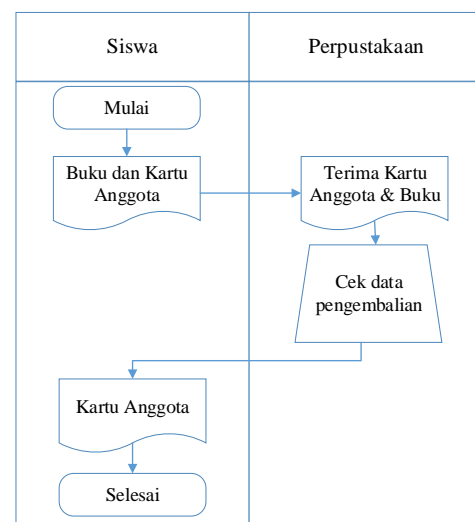 Siswa
Perpustakaan
Mulai
Buku dan Kartu
Anggota
Terima Kartu
Anggota & Buku
Cek data
pengembalian
Kartu Anggota
Selesai